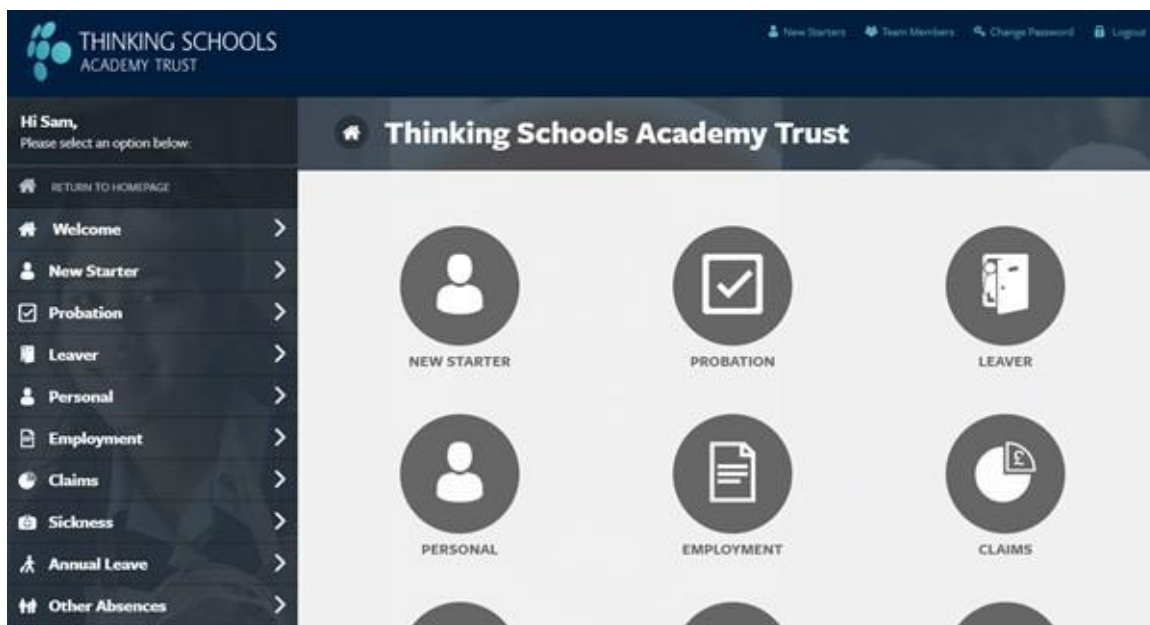 THINKING SCHOOLS
ACADEMY TRUST
New Starters Team Members Change Password Logout
Hi Sam,
Please select an option below:
Thinking Schools Academy Trust
RETURN TO HOMEPAGE
Welcome
New Starter
Probation
Leaver
Personal
Employment
Claims
Sickness
Annual Leave
Other Absences
NEW STARTER
PROBATION
LEAVER
£
PERSONAL
EMPLOYMENT
CLAIMS